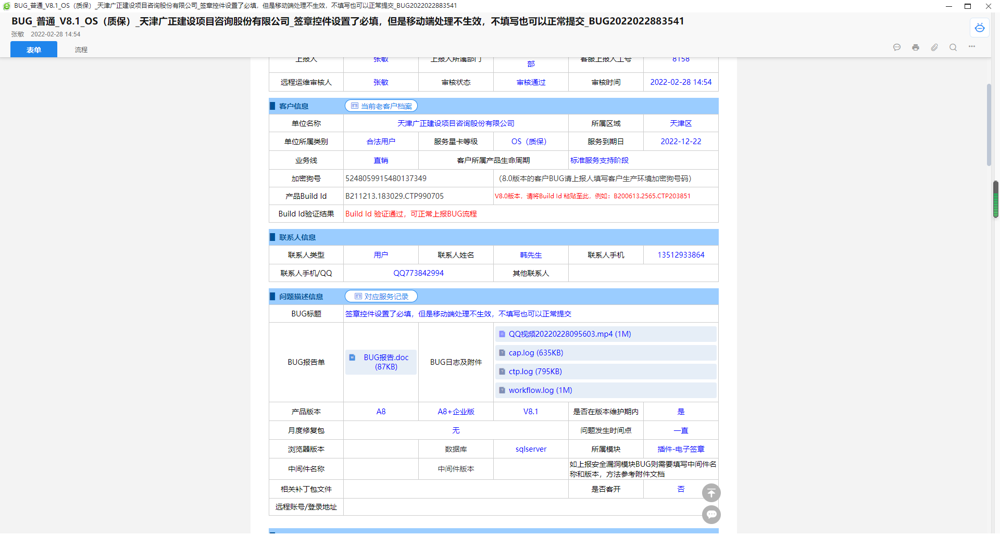 BUG_普通_V8.1_OS（质保）_天津广正建设项目咨询股份有限公司_签章控件设置了必填，但是移动端处理不生效，不填写也可以正常提交_BUG2022022883541
BUG_普通_V8.1_OS（质保）_天津广正建设项目咨询股份有限公司_签章控件设置了必填，但是移动端处理不生效，不填写也可以正常提交_BUG2022022883541
张敏 2022-02-28 14:54
表单 流程
上报人 张敏 上报人所属部门 部 客服上报人工号 8158
远程运维审核人 张敏 审核状态 审核通过 审核时间 2022-02-28 14:54
客户信息 当前老客户档案
单位名称 天津广正建设项目咨询股份有限公司 所属区域 天津区
单位所属类别 合法用户 服务星卡等级 OS（质保） 服务到期日 2022-12-22
业务线 直销 客户所属产品生命周期 标准服务支持阶段
加密狗号 5248059915480137349 （8.0版本的客户BUG请上报人填写客户生产环境加密狗号码）
产品Build Id B211213.183029.CTP990705 V8.0版本，请将Build Id 粘贴至此，例如：B200613.2565.CTP203851
Build Id验证结果 Build Id 验证通过，可正常上报BUG流程
联系人信息
联系人类型 用户 联系人姓名 韩先生 联系人手机 13512933864
联系人手机/QQ QQ773842994 其他联系人
问题描述信息 对应服务记录
BUG标题 签章控件设置了必填，但是移动端处理不生效，不填写也可以正常提交
BUG报告单 BUG报告.doc (87KB) BUG日志及附件
QQ视频20220228095603.mp4 (1M)
cap.log (635KB)
ctp.log (795KB)
workflow.log (1M)
产品版本 A8 A8+企业版 V8.1 是否在版本维护期内 是
月度修复包 无 问题发生时间点 一直
浏览器版本 数据库 sqlserver 所属模块 插件-电子签章
中间件名称 中间件版本 如上报安全漏洞模块BUG则需要填写中间件名
称和版本，方法参考附件文档
相关补丁包文件 是否客开 否
远程账号/登录地址